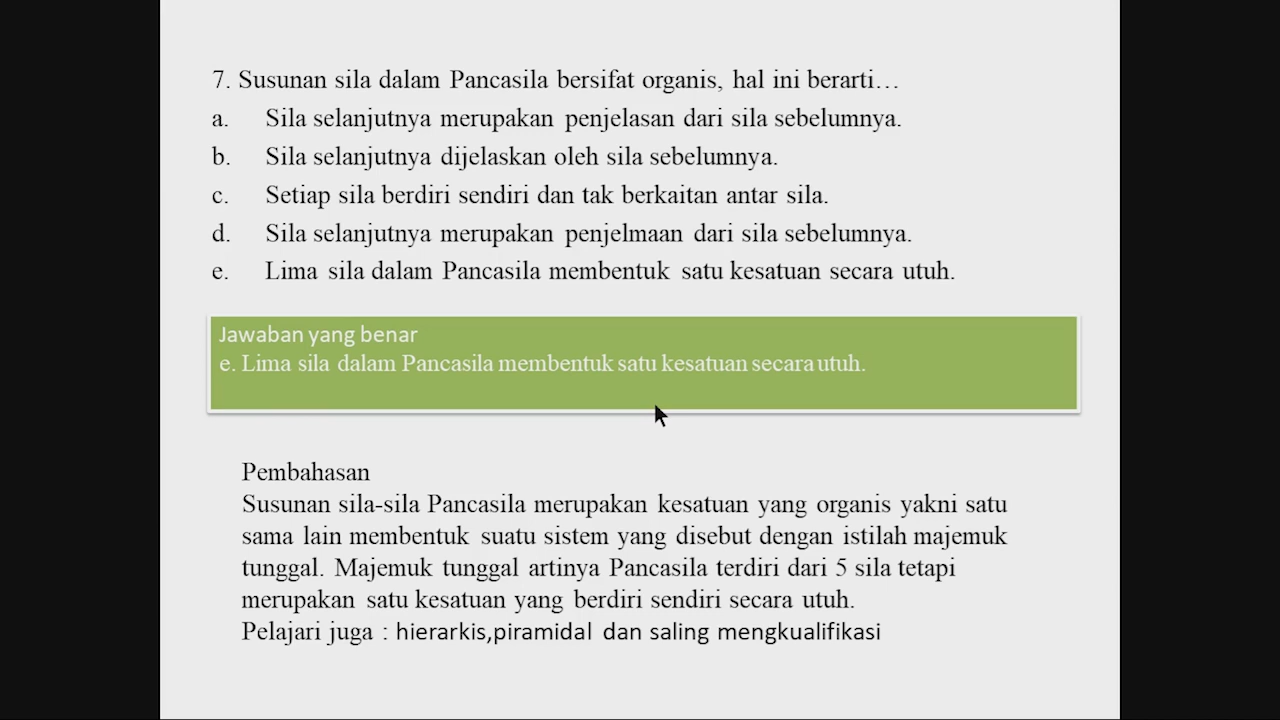 7. Susunan sila dalam Pancasila bersifat organis, hal ini berarti…
a. Sila selanjutnya merupakan penjelasan dari sila sebelumnya.
b. Sila selanjutnya dijelaskan oleh sila sebelumnya.
c. Setiap sila berdiri sendiri dan tak berkaitan antar sila.
d. Sila selanjutnya merupakan penjelmaan dari sila sebelumnya.
e. Lima sila dalam Pancasila membentuk satu kesatuan secara utuh.
Jawaban yang benar
e. Lima sila dalam Pancasila membentuk satu kesatuan secara utuh.
Pembahasan
Susunan sila-sila Pancasila merupakan kesatuan yang organis yakni satu
sama lain membentuk suatu sistem yang disebut dengan istilah majemuk
tunggal. Majemuk tunggal artinya Pancasila terdiri dari 5 sila tetapi
merupakan satu kesatuan yang berdiri sendiri secara utuh.
Pelajari juga : hierarkis,piramidal dan saling mengkualifikasi